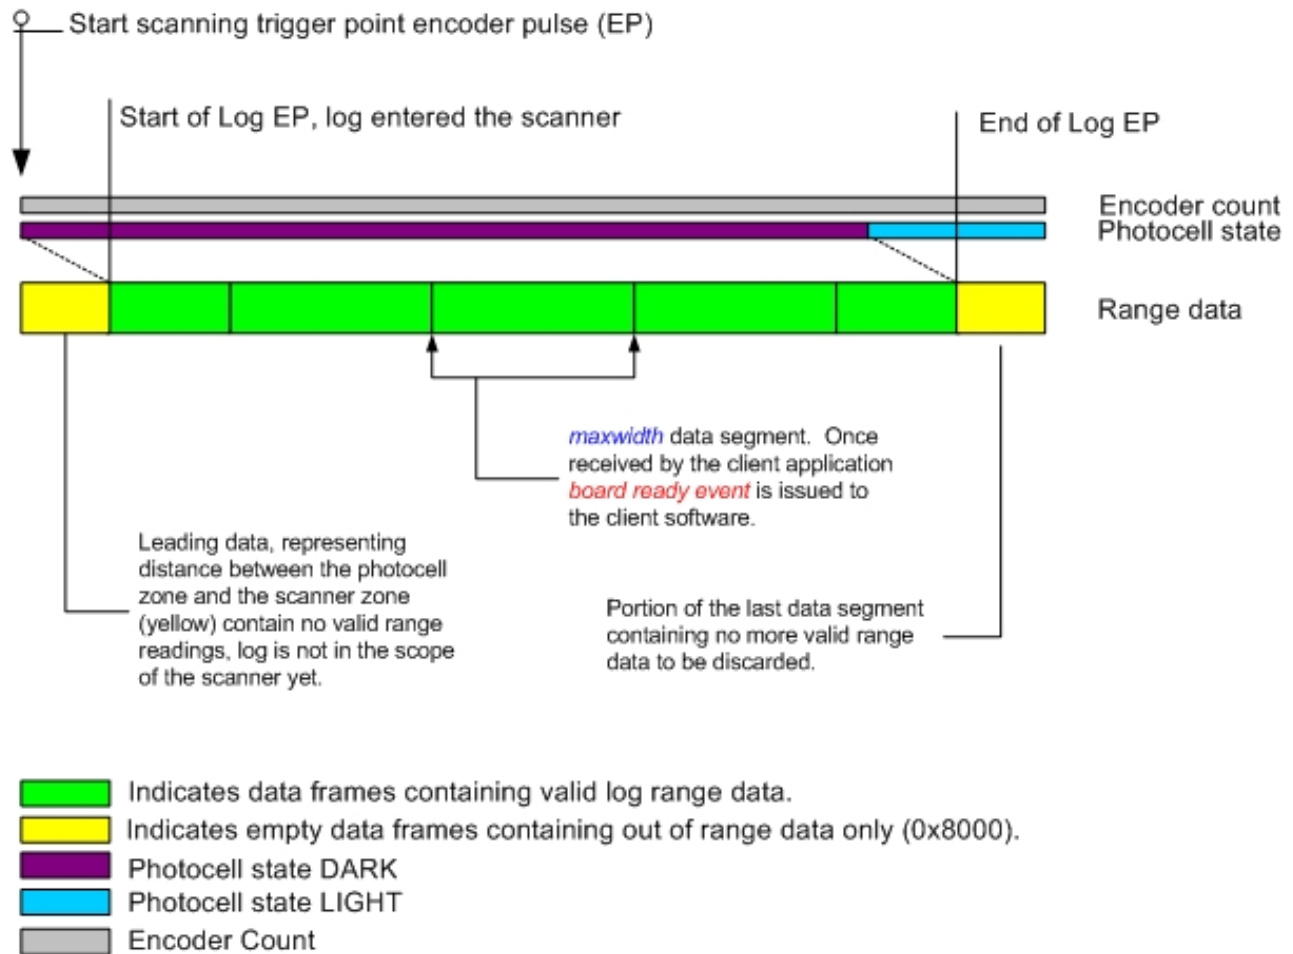 Start scanning trigger point encoder pulse (EP)
Start of Log EP, log entered the scanner
End of Log EP
Encoder count
Photocell state
Range data
maxwidth data segment.  Once
received by the client application
board ready event is issued to
the client software.
Leading data, representing
distance between the photocell
zone and the scanner zone
(yellow) contain no valid range
readings, log is not in the scope
of the scanner yet.
Portion of the last data segment
containing no more valid range
data to be discarded.
Indicates data frames containing valid log range data.
Indicates empty data frames containing out of range data only (0x8000).
Photocell state DARK
Photocell state LIGHT
Encoder Count